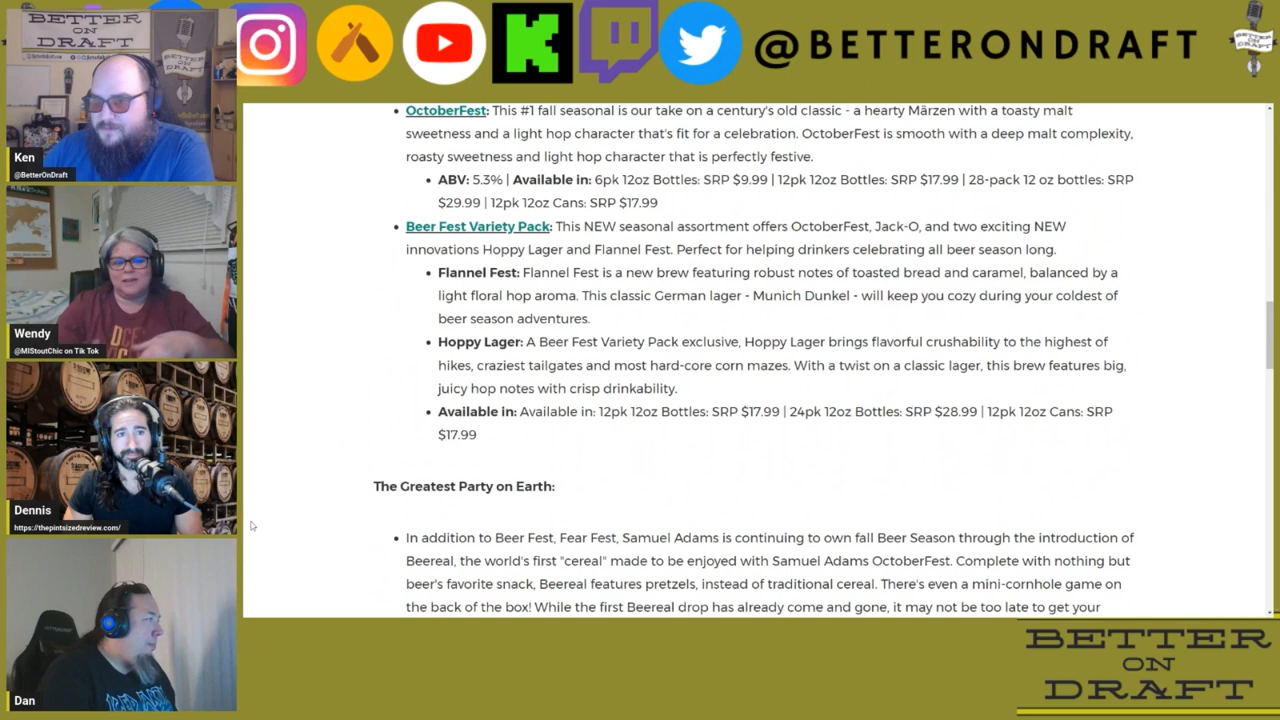 BETTER
ON
DRAFT
@BETTERONDRAFT
BETTER
ON
DRAFT
Ken
@BetterOnDraft
Wendy
@MIStoutChic on Tik Tok
Dennis
https://thepintsizedreview.com/
Dan
• OctoberFest: This #1 fall seasonal is our take on a century's old classic - a hearty Märzen with a toasty malt
sweetness and a light hop character that's fit for a celebration. OctoberFest is smooth with a deep malt complexity,
roasty sweetness and light hop character that is perfectly festive.
• ABV: 5.3% | Available in: 6pk 12oz Bottles: SRP $9.99 | 12pk 12oz Bottles: SRP $17.99 | 28-pack 12 oz bottles: SRP
$29.99 | 12pk 12oz Cans: SRP $17.99
• Beer Fest Variety Pack: This NEW seasonal assortment offers OctoberFest, Jack-O, and two exciting NEW
innovations Hoppy Lager and Flannel Fest. Perfect for helping drinkers celebrating all beer season long.
• Flannel Fest: Flannel Fest is a new brew featuring robust notes of toasted bread and caramel, balanced by a
light floral hop aroma. This classic German lager - Munich Dunkel - will keep you cozy during your coldest of
beer season adventures.
• Hoppy Lager: A Beer Fest Variety Pack exclusive, Hoppy Lager brings flavorful crushability to the highest of
hikes, craziest tailgates and most hard-core corn mazes. With a twist on a classic lager, this brew features big,
juicy hop notes with crisp drinkability.
• Available in: Available in: 12pk 12oz Bottles: SRP $17.99 | 24pk 12oz Bottles: SRP $28.99 | 12pk 12oz Cans: SRP
$17.99
The Greatest Party on Earth:
• In addition to Beer Fest, Fear Fest, Samuel Adams is continuing to own fall Beer Season through the introduction of
Beereal, the world's first "cereal" made to be enjoyed with Samuel Adams OctoberFest. Complete with nothing but
beer's favorite snack, Beereal features pretzels, instead of traditional cereal. There's even a mini-cornhole game on
the back of the box! While the first Beereal drop has already come and gone, it may not be too late to get your
BETTER
ON
DRAFT